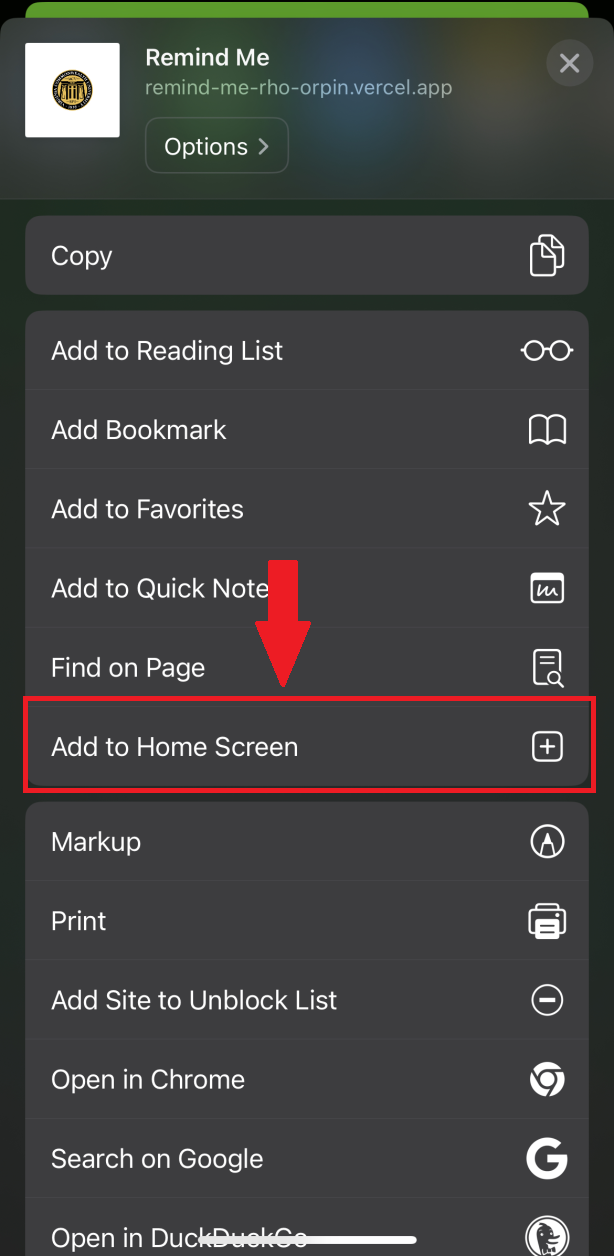 Remind Me
remind-me-rho-orpin.vercel.app
Options
Copy
Add to Reading List
Add Bookmark
Add to Favorites
Add to Quick Note
Find on Page
Add to Home Screen
Markup
Print
Add Site to Unblock List
Open in Chrome
Search on Google
Open in DuckDuckGo